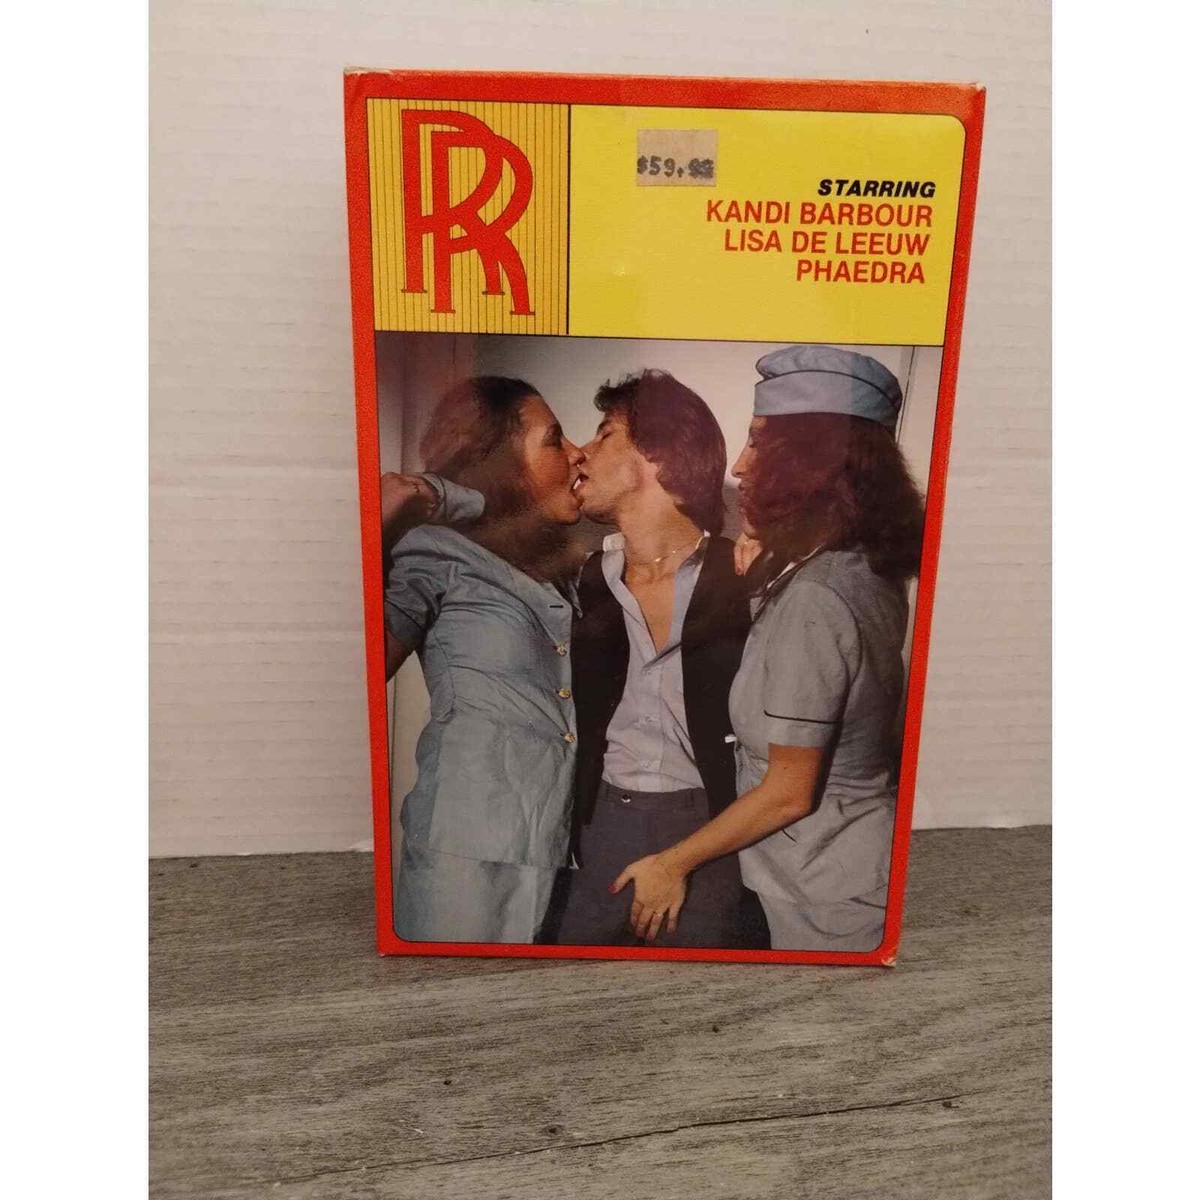 RR
$59.95
STARRING
KANDI BARBOUR
LISA DE LEEUW
PHAEDRA